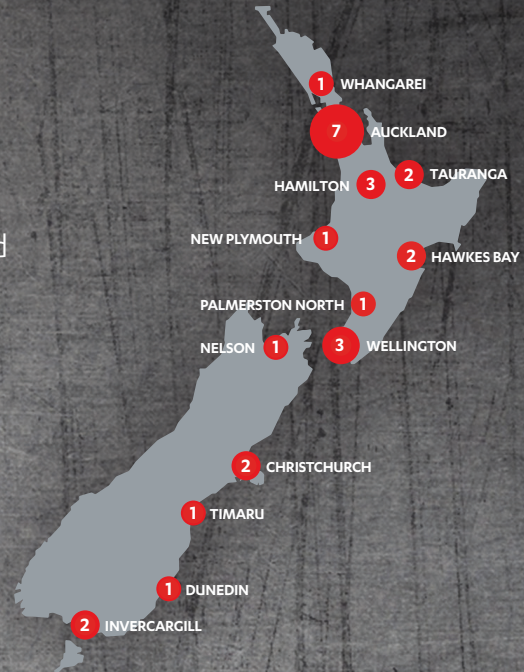 1 WHANGAREI
7 AUCKLAND
2 TAURANGA
HAMILTON 3
NEW PLYMOUTH 1
2 HAWKES BAY
PALMERSTON NORTH 1
NELSON 1
3 WELLINGTON
2 CHRISTCHURCH
1 TIMARU
1 DUNEDIN
2 INVERCARGILL